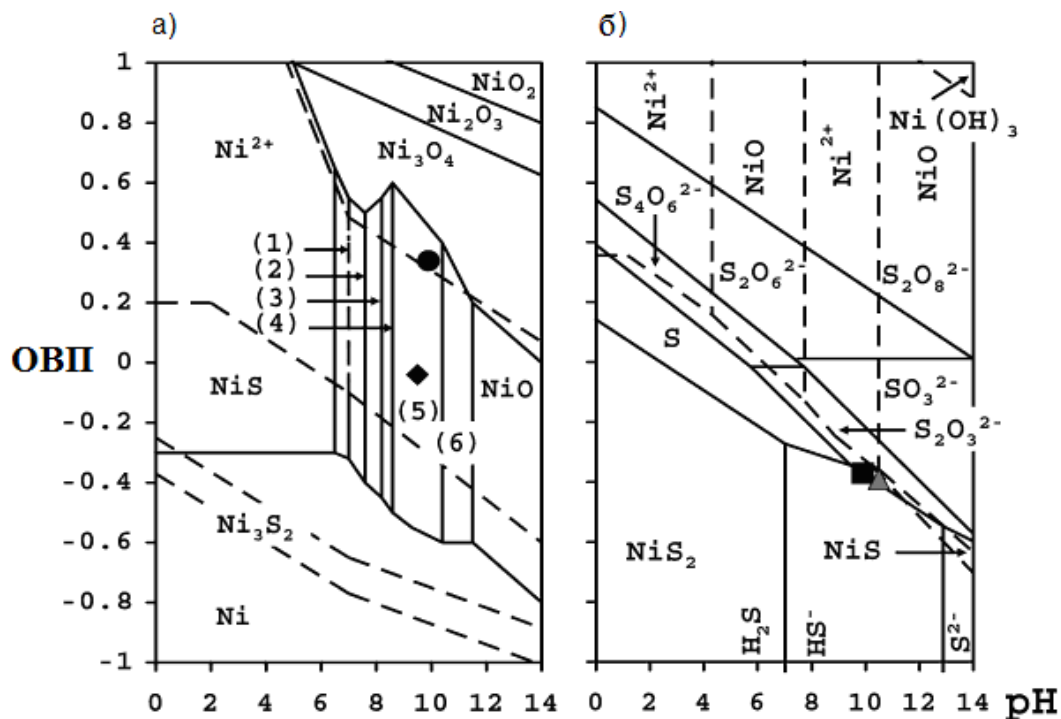 а)
1
0.8
0.6
0.4
0.2
0
-0.2
-0.4
-0.6
-0.8
-1
ОВП
NiO₂
Ni₂O₃
Ni²⁺
Ni₃O₄
(1)
(2)
(3)
(4)
NiS
(5)
NiO
(6)
Ni₃S₂
Ni
0 2 4 6 8 10 12 14
б)
Ni²⁺
NiO
Ni²⁺
NiO
Ni(OH)₃
S₄O₆²⁻
S₂O₆²⁻
S₂O₈²⁻
S
SO₃²⁻
S₂O₃²⁻
NiS₂
NiS
H₂S
HS⁻
S²⁻
0 2 4 6 8 10 12 14
pH